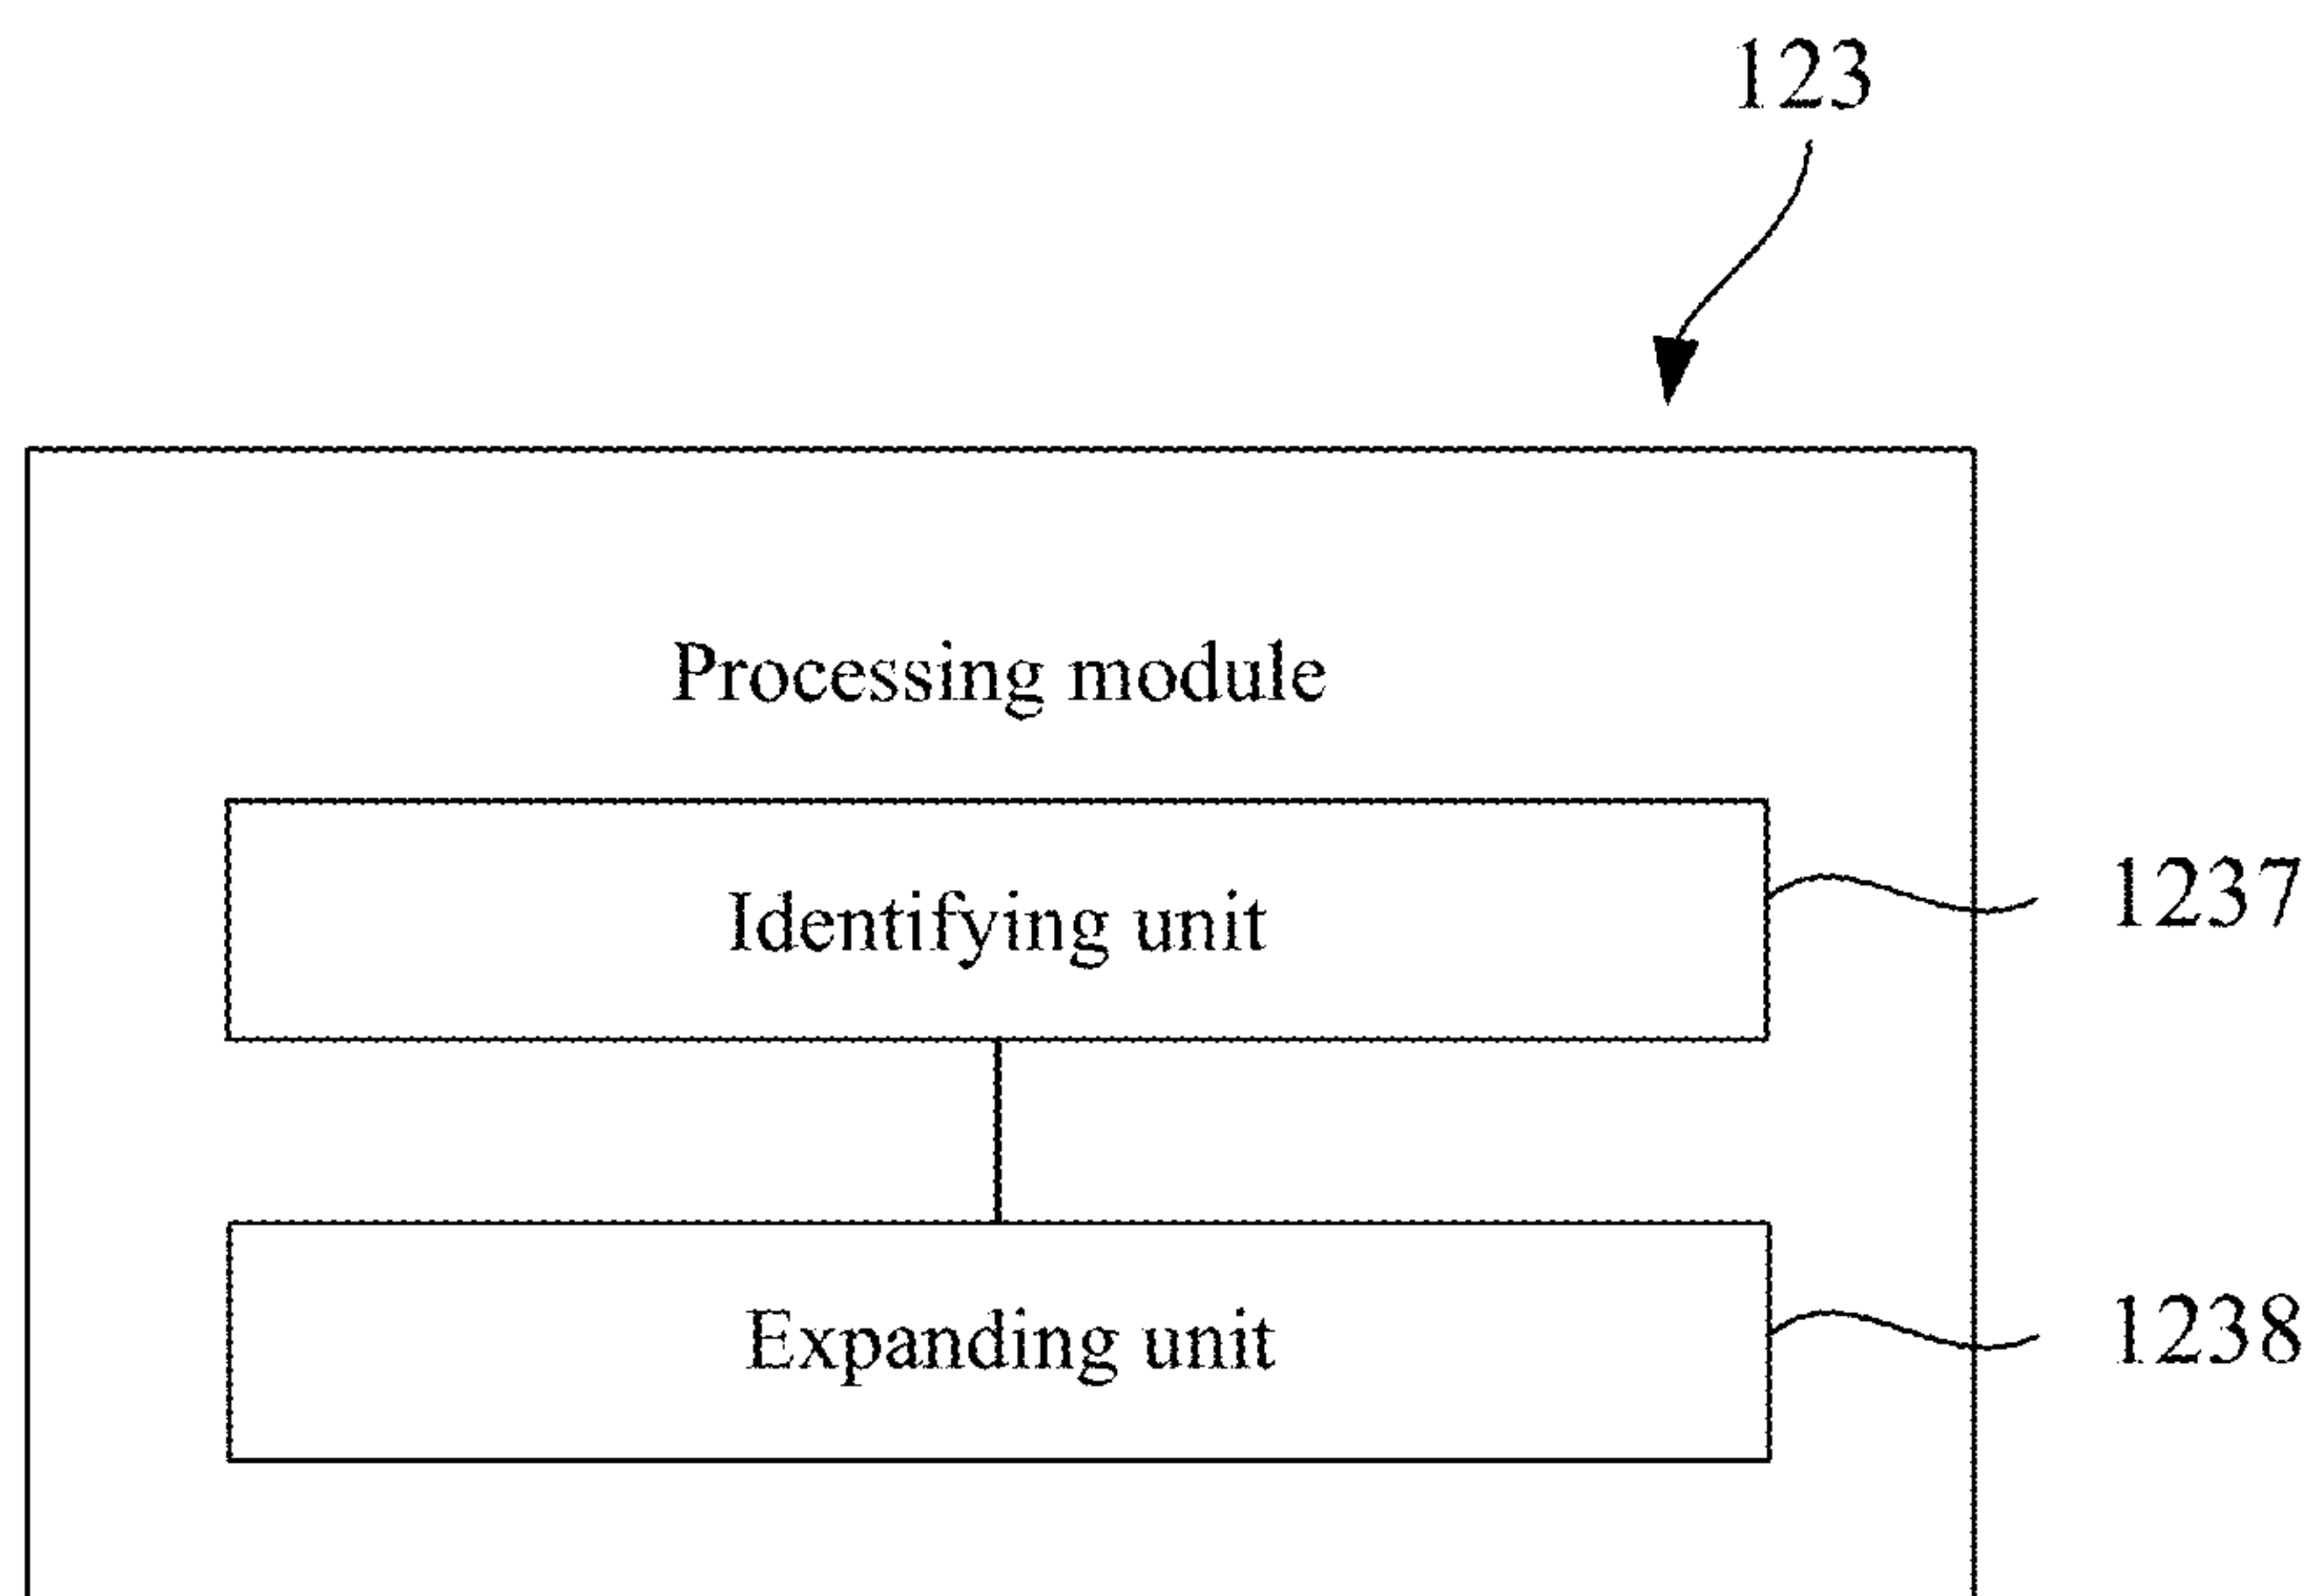 123
Processing module
Identifying unit
1237
Expanding unit
1238